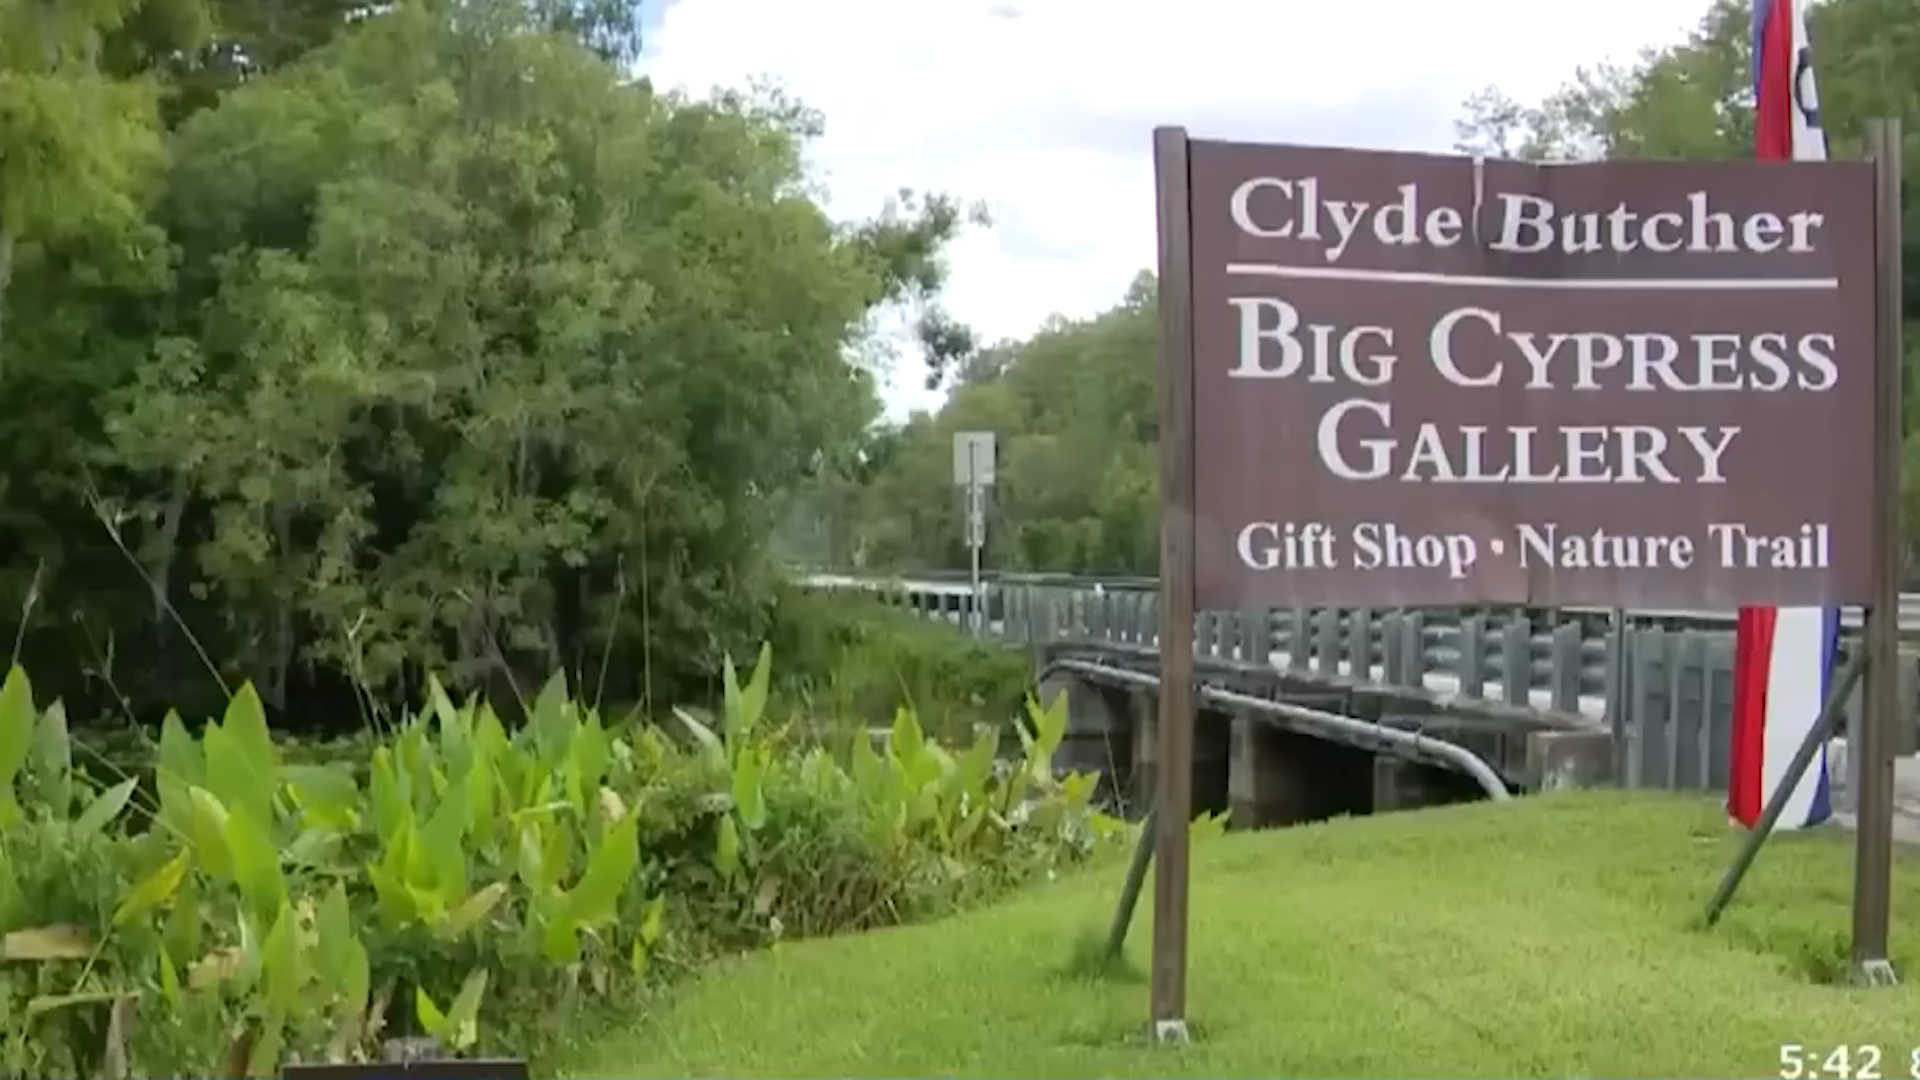 Clyde Butcher
BIG CYPRESS
GALLERY
Gift Shop • Nature Trail
5:42